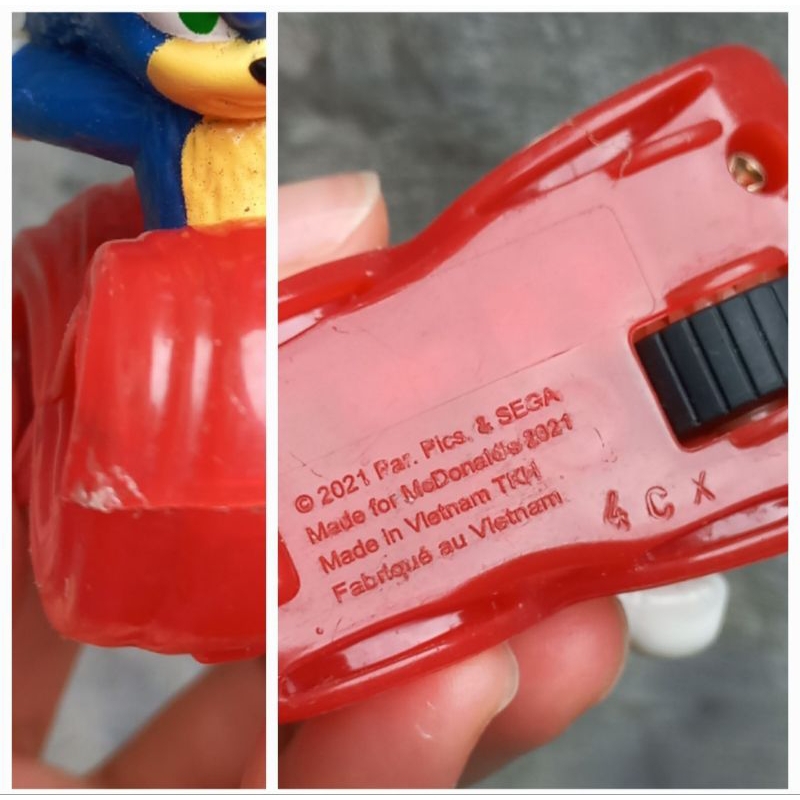 © 2021 Par. Pics. & SEGA
Made for McDonald's 2021
Made in Vietnam TKH
Fabriqué au Vietnam
4 C X